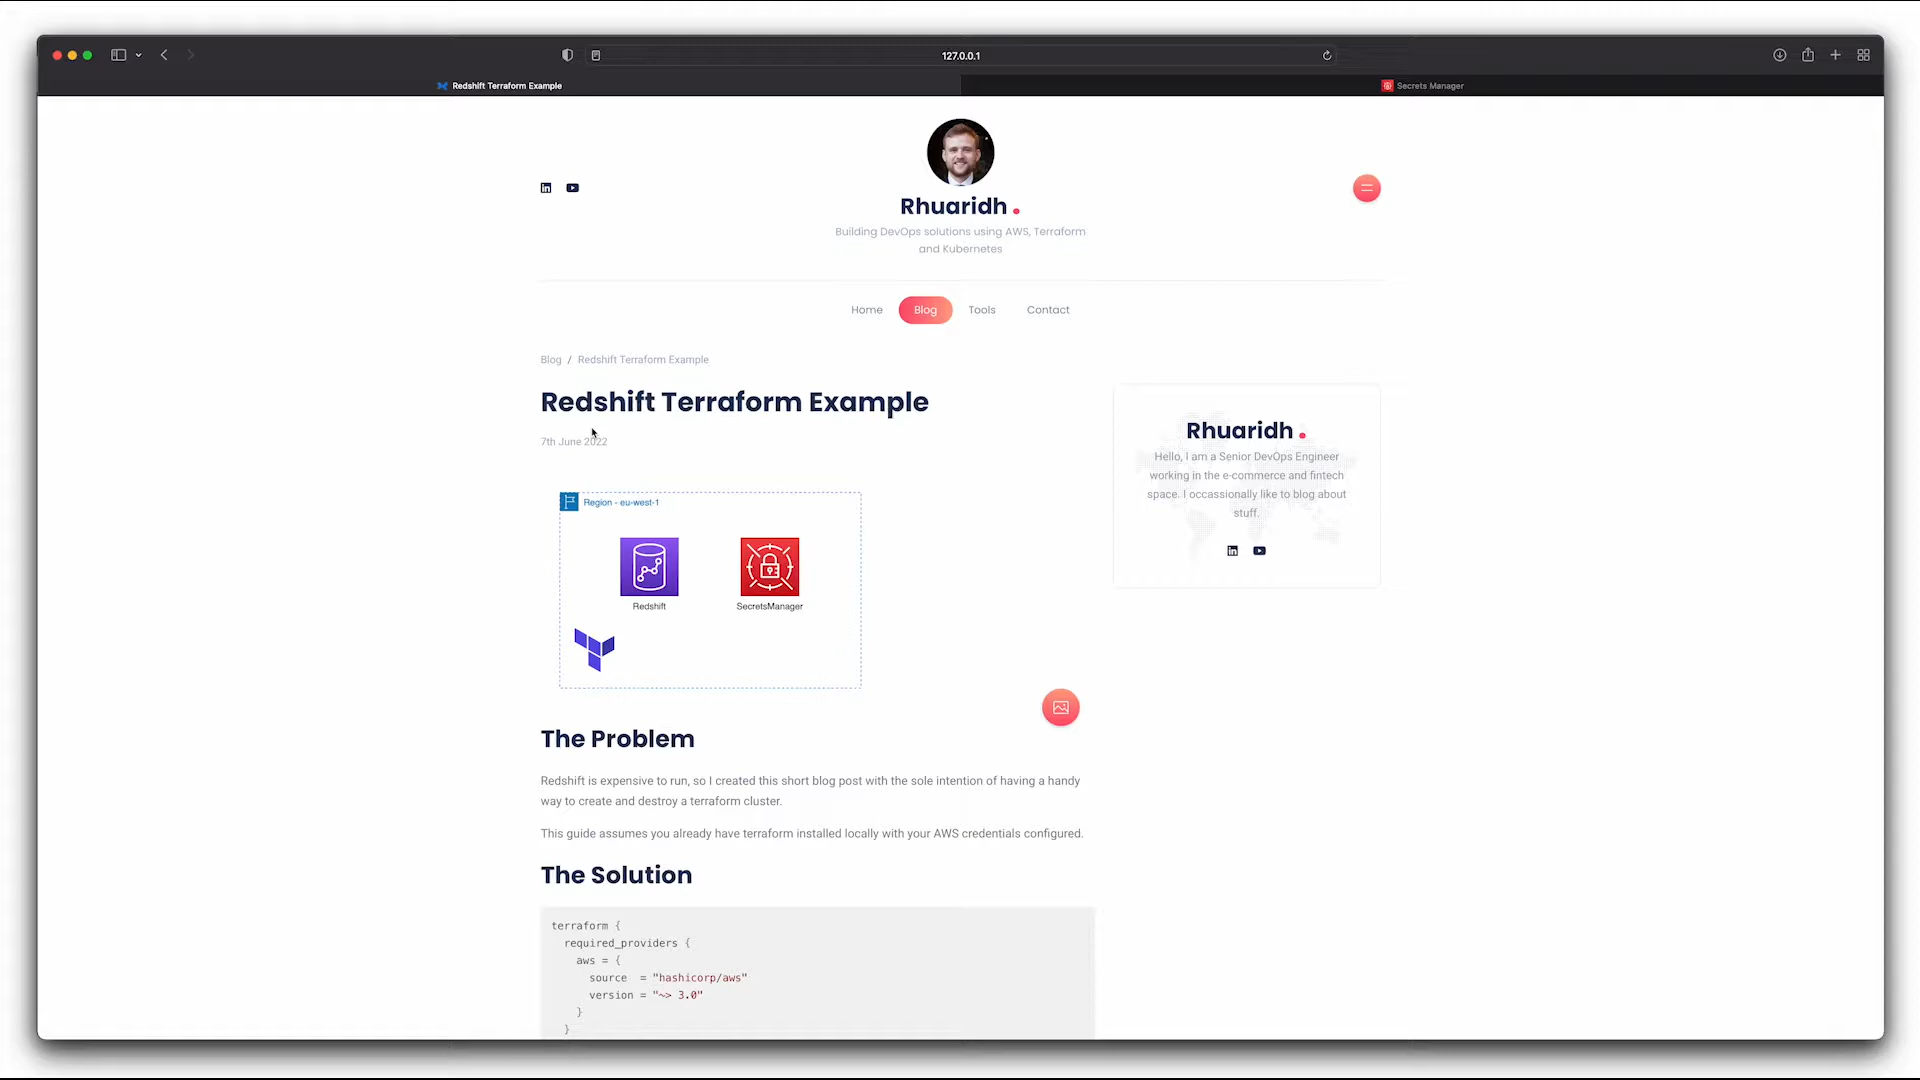 127.0.0.1
Redshift Terraform Example
Secrets Manager
Rhuaridh .
Building DevOps solutions using AWS, Terraform
and Kubernetes
Home
Blog
Tools
Contact
Blog / Redshift Terraform Example
Redshift Terraform Example
7th June 2022
Region - eu-west-1
Redshift
SecretsManager
Rhuaridh .
Hello, I am a Senior DevOps Engineer
working in the e-commerce and fintech
space. I occassionally like to blog about
stuff.
The Problem
Redshift is expensive to run, so I created this short blog post with the sole intention of having a handy
way to create and destroy a terraform cluster.
This guide assumes you already have terraform installed locally with your AWS credentials configured.
The Solution
terraform {
required_providers {
aws = {
source  = "hashicorp/aws"
version = "~> 3.0"
}
}